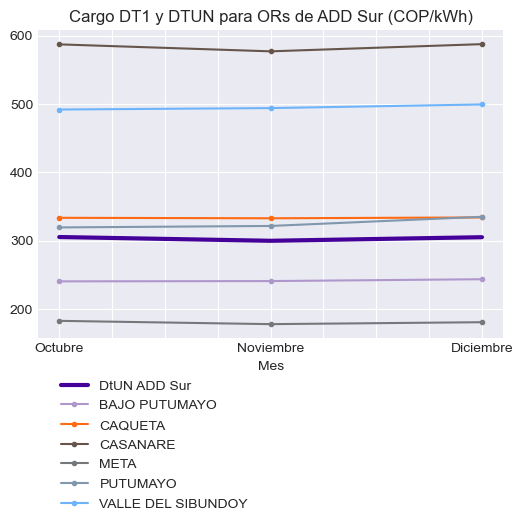 Cargo DT1 y DTUN para ORs de ADD Sur (COP/kWh)
600
500
400
300
200
Octubre Noviembre Diciembre
Mes
DtUN ADD Sur
BAJO PUTUMAYO
CAQUETA
CASANARE
META
PUTUMAYO
VALLE DEL SIBUNDOY